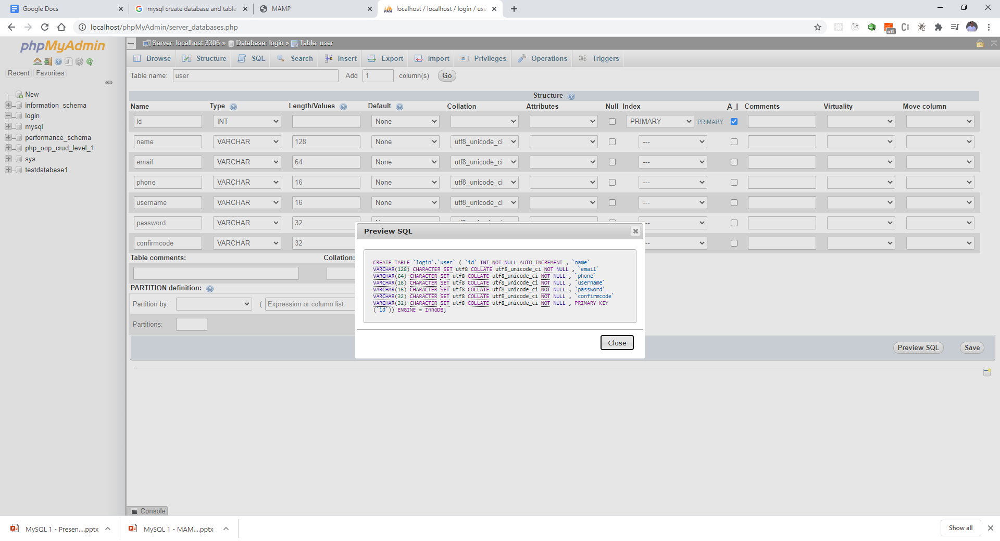 Google Docs
mysql create database and table
MAMP
localhost / localhost / login / use
localhost/phpMyAdmin/server_databases.php
off
phpMyAdmin
Recent
Favorites
New
information_schema
login
mysql
performance_schema
php_oop_crud_level_1
sys
testdatabase1
Server: localhost:3306 » Database: login » Table: user
Browse
Structure
SQL
Search
Insert
Export
Import
Privileges
Operations
Triggers
Table name: user Add 1 column(s) Go
Structure
Name Type Length/Values Default Collation Attributes Null Index A_I Comments Virtuality Move column
id INT None PRIMARY PRIMARY
name VARCHAR 128 None utf8_unicode_ci ---
email VARCHAR 64 None utf8_unicode_ci ---
phone VARCHAR 16 None utf8_unicode_ci ---
username VARCHAR 16 None utf8_unicode_ci ---
password VARCHAR 32
confirmcode VARCHAR 32
Table comments: Collation:
PARTITION definition:
Partition by: ( Expression or column list
Partitions:
Preview SQL
CREATE TABLE `login`.`user` ( `id` INT NOT NULL AUTO_INCREMENT , `name`
VARCHAR(128) CHARACTER SET utf8 COLLATE utf8_unicode_ci NOT NULL , `email`
VARCHAR(64) CHARACTER SET utf8 COLLATE utf8_unicode_ci NOT NULL , `phone`
VARCHAR(16) CHARACTER SET utf8 COLLATE utf8_unicode_ci NOT NULL , `username`
VARCHAR(16) CHARACTER SET utf8 COLLATE utf8_unicode_ci NOT NULL , `password`
VARCHAR(32) CHARACTER SET utf8 COLLATE utf8_unicode_ci NOT NULL , `confirmcode`
VARCHAR(32) CHARACTER SET utf8 COLLATE utf8_unicode_ci NOT NULL , PRIMARY KEY
(`id`)) ENGINE = InnoDB;
Close
Preview SQL
Save
Console
MySQL 1 - Presen....pptx
MySQL 1 - MAM....pptx
Show all